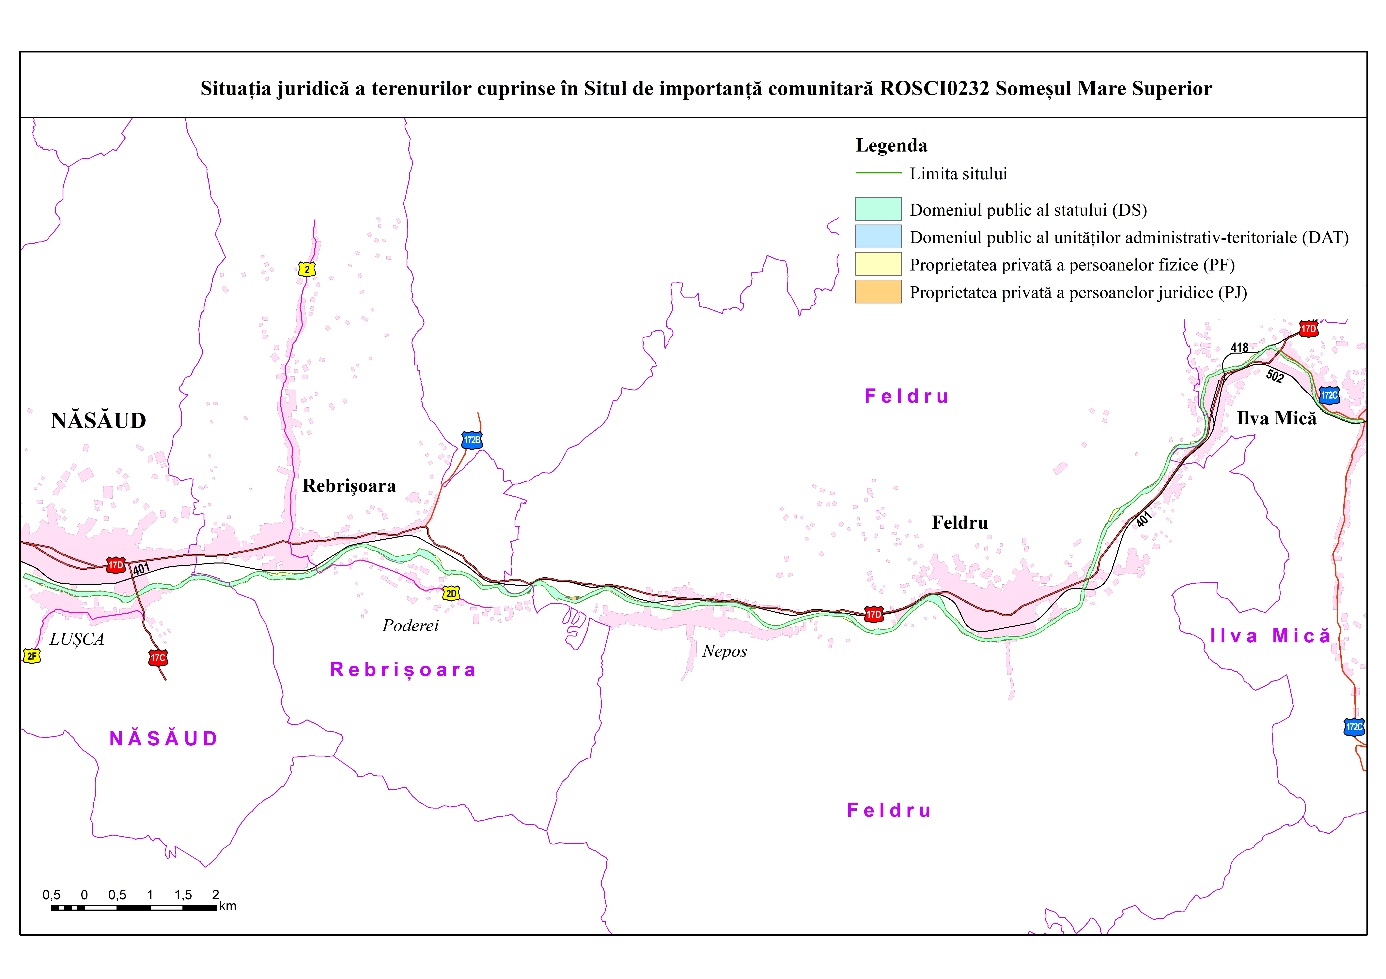 Situația juridică a terenurilor cuprinse în Situl de importanță comunitară ROSCI0232 Someșul Mare Superior
Legenda
Limita sitului
Domeniul public al statului (DS)
Domeniul public al unităților administrativ-teritoriale (DAT)
Proprietatea privată a persoanelor fizice (PF)
Proprietatea privată a persoanelor juridice (PJ)
2
17D
418
502
172C
Feldru
Ilva Mică
NĂSĂUD
172B
Rebrișoara
Feldru
401
17D
401
2D
17D
Poderei
LUȘCA
2F
17C
Nepos
Ilva Mică
Rebrișoara
172C
NĂSĂUD
Feldru
0,5 0 0,5 1 1,5 2
km